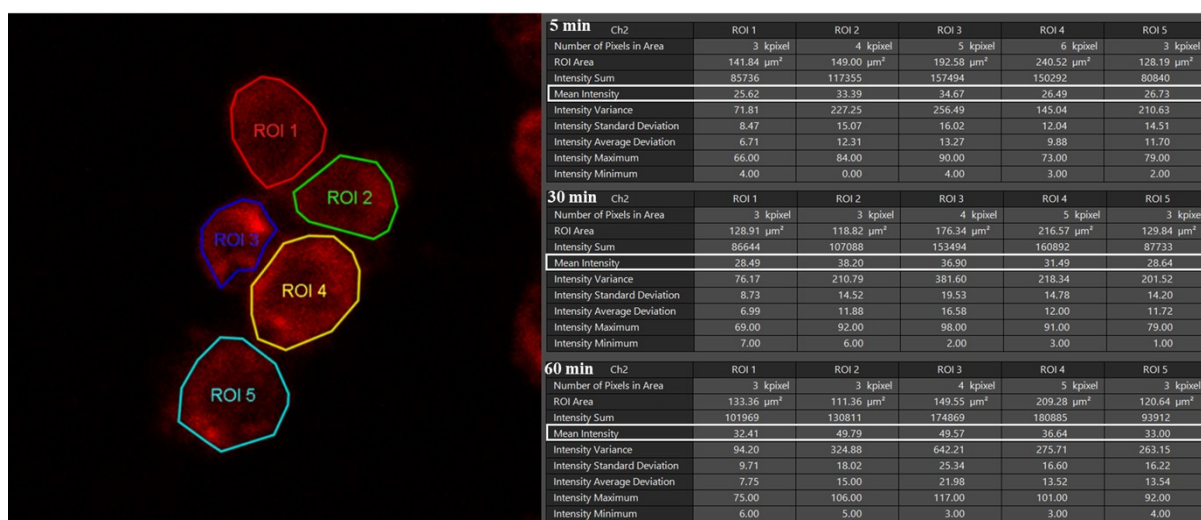 ROI 1
ROI 2
ROI 3
ROI 4
ROI 5
5 min Ch2 ROI 1 ROI 2 ROI 3 ROI 4 ROI 5
Number of Pixels in Area 3 kpixel 4 kpixel 5 kpixel 6 kpixel 3 kpixel
ROI Area 141.84 µm² 149.00 µm² 192.58 µm² 240.52 µm² 128.19 µm²
Intensity Sum 85736 117355 157494 150292 80840
Mean Intensity 25.62 33.39 34.67 26.49 26.73
Intensity Variance 71.81 227.25 256.49 145.04 210.63
Intensity Standard Deviation 8.47 15.07 16.02 12.04 14.51
Intensity Average Deviation 6.71 12.31 13.27 9.88 11.70
Intensity Maximum 66.00 84.00 90.00 73.00 79.00
Intensity Minimum 4.00 0.00 4.00 3.00 2.00
30 min Ch2 ROI 1 ROI 2 ROI 3 ROI 4 ROI 5
Number of Pixels in Area 3 kpixel 3 kpixel 4 kpixel 5 kpixel 3 kpixel
ROI Area 128.91 µm² 118.82 µm² 176.34 µm² 216.57 µm² 129.84 µm²
Intensity Sum 86644 107088 153494 160892 87733
Mean Intensity 28.49 38.20 36.90 31.49 28.64
Intensity Variance 76.17 210.79 381.60 218.34 201.52
Intensity Standard Deviation 8.73 14.52 19.53 14.78 14.20
Intensity Average Deviation 6.99 11.88 16.58 12.00 11.72
Intensity Maximum 69.00 92.00 98.00 91.00 79.00
Intensity Minimum 7.00 6.00 2.00 3.00 1.00
60 min Ch2 ROI 1 ROI 2 ROI 3 ROI 4 ROI 5
Number of Pixels in Area 3 kpixel 3 kpixel 4 kpixel 5 kpixel 3 kpixel
ROI Area 133.36 µm² 111.36 µm² 149.55 µm² 209.28 µm² 120.64 µm²
Intensity Sum 101969 130811 174869 180885 93912
Mean Intensity 32.41 49.79 49.57 36.64 33.00
Intensity Variance 94.20 324.88 642.21 275.71 263.15
Intensity Standard Deviation 9.71 18.02 25.34 16.60 16.22
Intensity Average Deviation 7.75 15.00 21.98 13.52 13.54
Intensity Maximum 75.00 106.00 117.00 101.00 92.00
Intensity Minimum 6.00 5.00 3.00 3.00 4.00